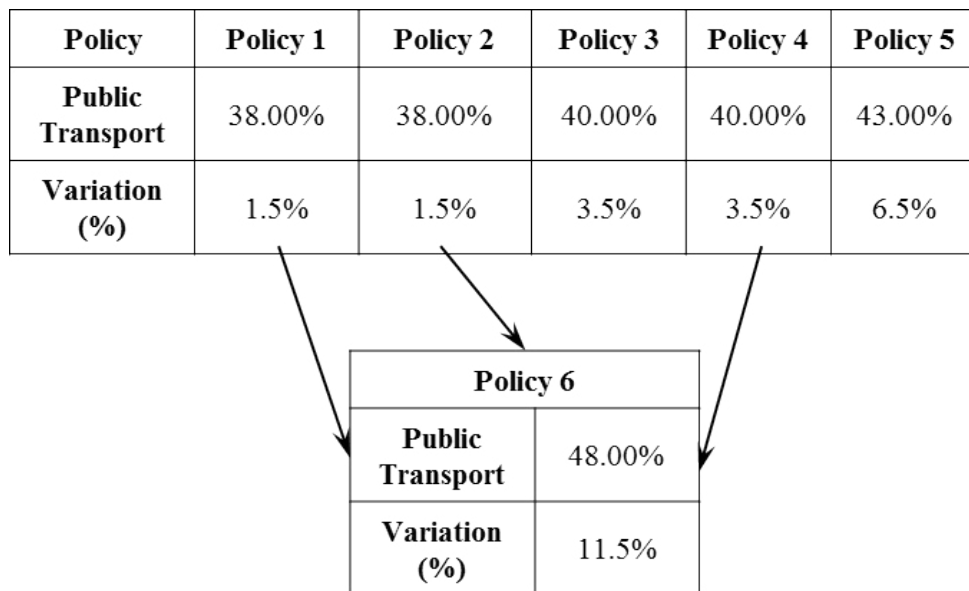 Policy Policy 1 Policy 2 Policy 3 Policy 4 Policy 5
Public
Transport 38.00% 38.00% 40.00% 40.00% 43.00%
Variation
(%) 1.5% 1.5% 3.5% 3.5% 6.5%
Policy 6
Public
Transport 48.00%
Variation
(%) 11.5%